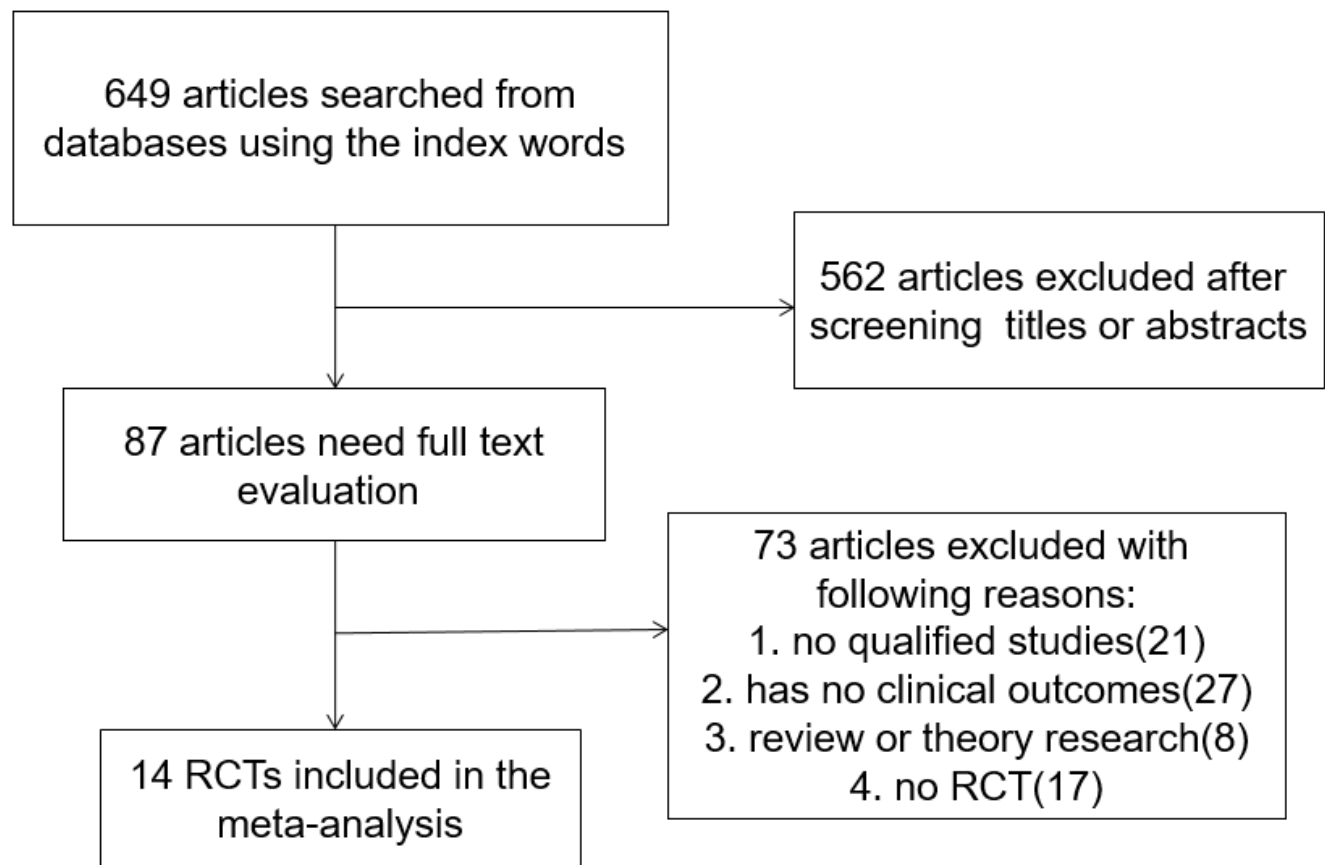 649 articles searched from
databases using the index words
562 articles excluded after
screening  titles or abstracts
87 articles need full text
evaluation
73 articles excluded with
following reasons:
1. no qualified studies(21)
2. has no clinical outcomes(27)
3. review or theory research(8)
4. no RCT(17)
14 RCTs included in the
meta-analysis